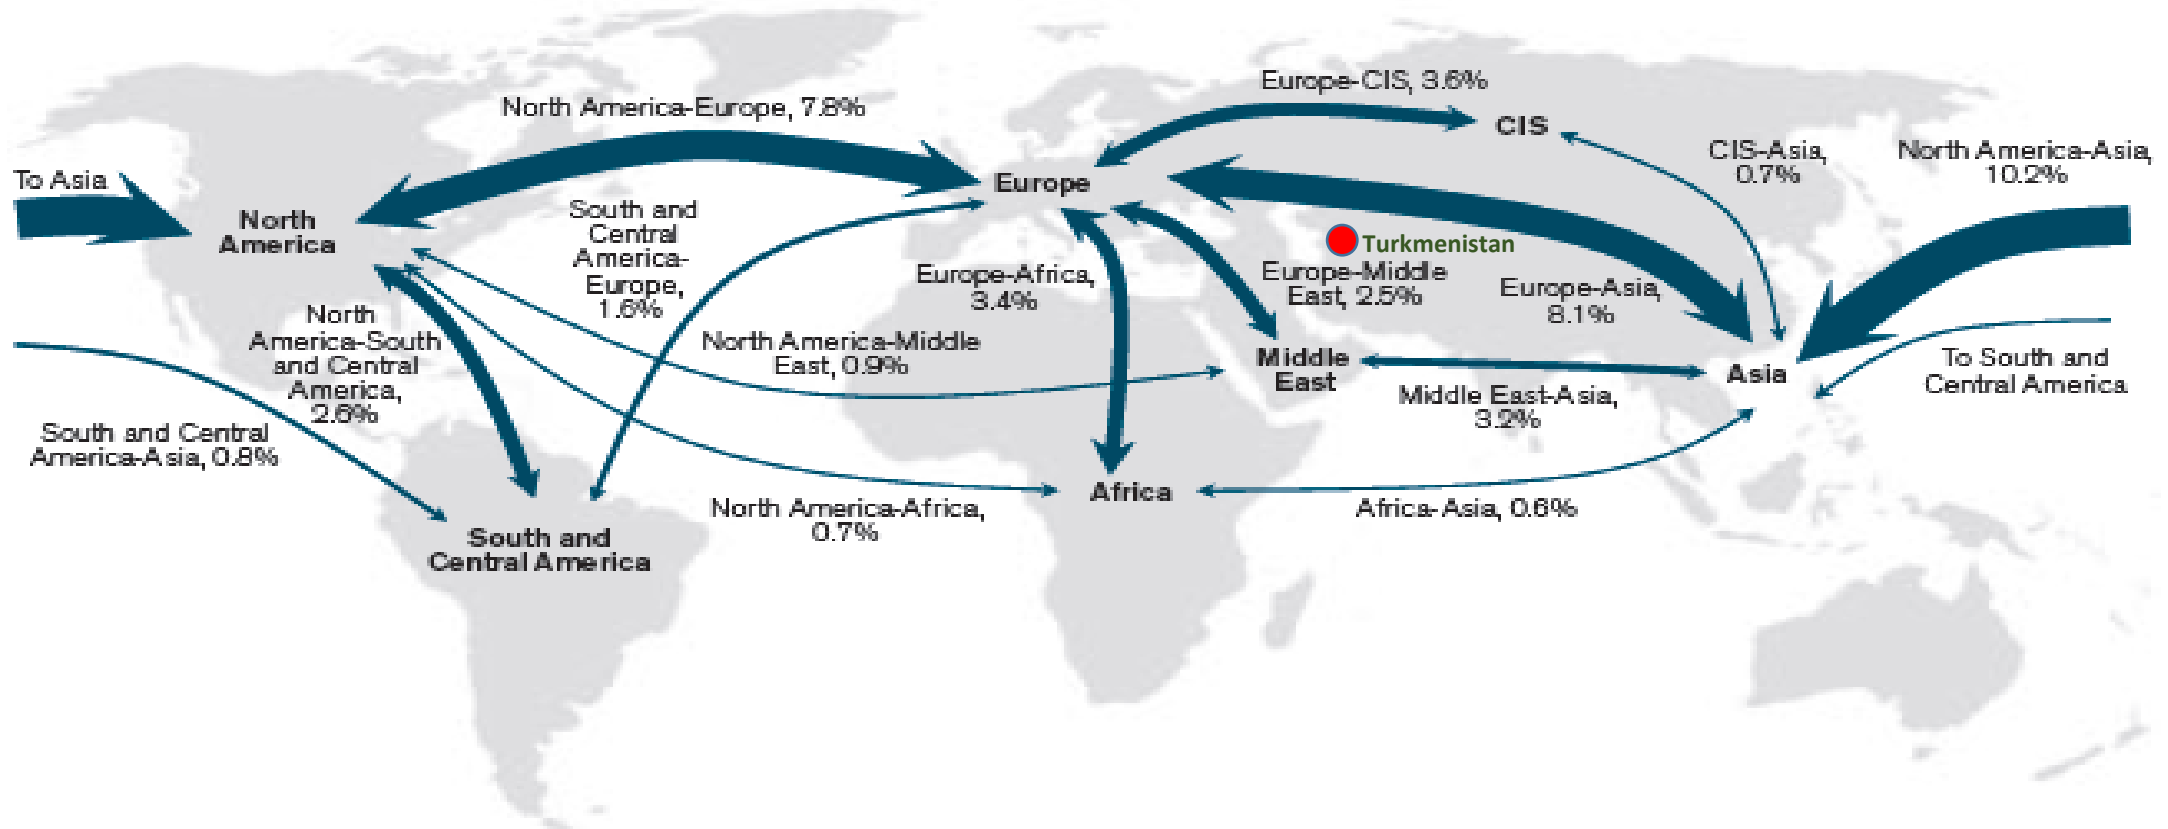 Europe-CIS, 3.6%
North America-Europe, 7.8%
CIS
CIS-Asia,
0.7%
North America-Asia,
10.2%
To Asia
Europe
North
America
South and
Central
America-
Europe,
1.6%
Turkmenistan
Europe-Africa,
3.4%
Europe-Middle
East, 2.5%
Europe-Asia,
8.1%
North
America-South
and Central
America,
2.6%
North America-Middle
East, 0.9%
Middle
East
Asia
To South and
Central America
Middle East-Asia,
3.2%
South and Central
America-Asia, 0.8%
Africa
North America-Africa,
0.7%
Africa-Asia, 0.6%
South and
Central America